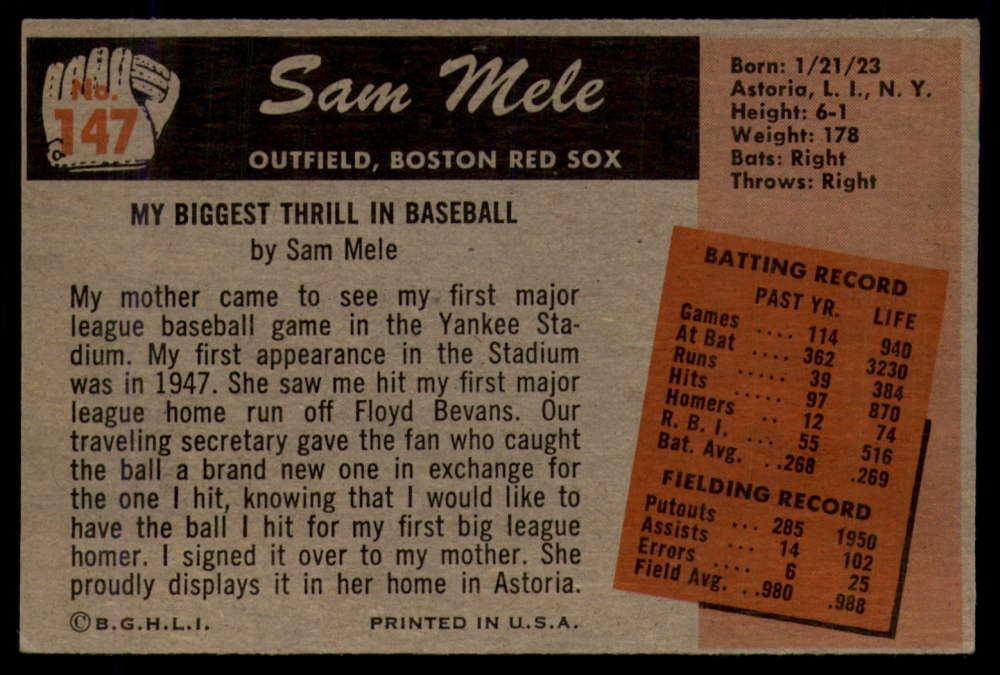 No.
147
Sam Mele
OUTFIELD, BOSTON RED SOX
Born: 1/21/23
Astoria, L. I., N. Y.
Height: 6-1
Weight: 178
Bats: Right
Throws: Right
MY BIGGEST THRILL IN BASEBALL
by Sam Mele
My mother came to see my first major
league baseball game in the Yankee Sta-
dium. My first appearance in the Stadium
was in 1947. She saw me hit my first major
league home run off Floyd Bevans. Our
traveling secretary gave the fan who caught
the ball a brand new one in exchange for
the one I hit, knowing that I would like to
have the ball I hit for my first big league
homer. I signed it over to my mother. She
proudly displays it in her home in Astoria.
BATTING RECORD
PAST YR. LIFE
Games .... 114 940
At Bat .... 362 3230
Runs ..... 39 384
Hits ..... 97 870
Homers .. 12 74
R. B. I. ... 55 516
Bat. Avg. ..268 .269
FIELDING RECORD
Putouts ... 285 1950
Assists ... 14 102
Errors .... 6 25
Field Avg. ..980 .988
© B.G.H.L.I. PRINTED IN U.S.A.